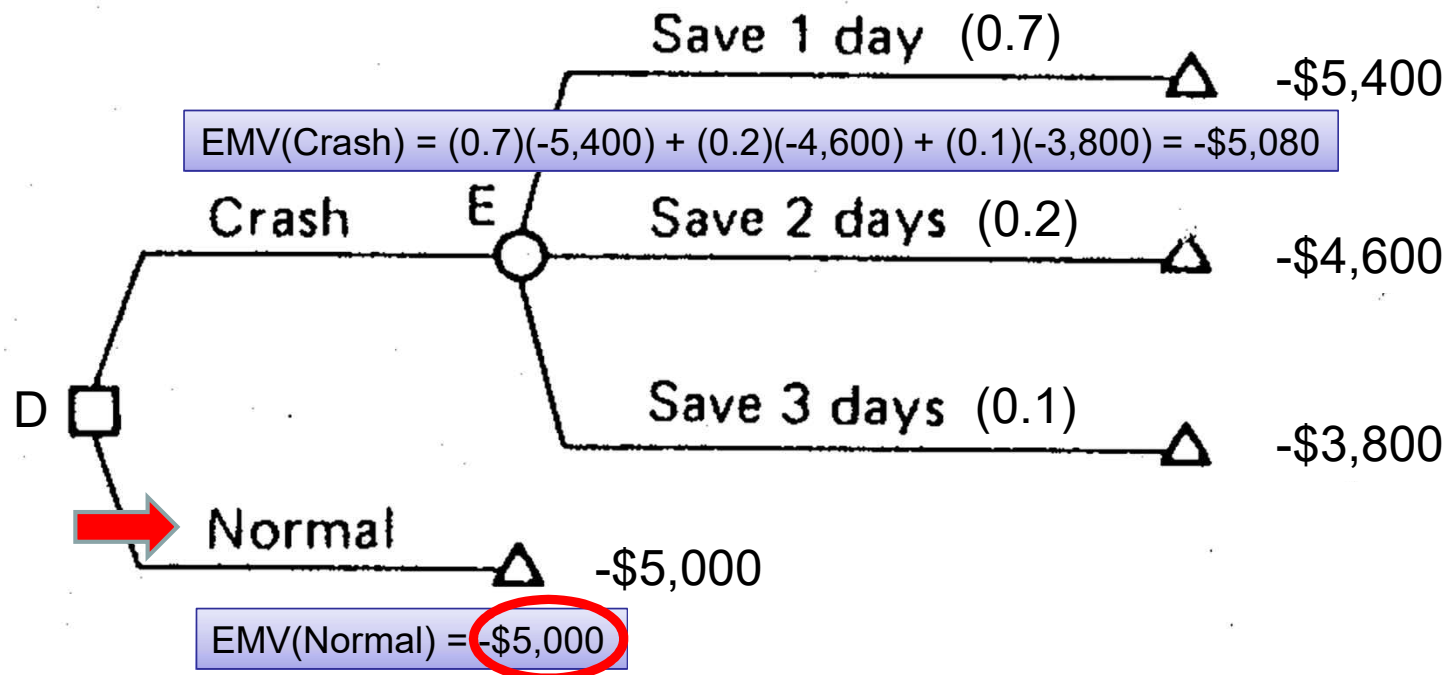 Save 1 day (0.7)
-$5,400
EMV(Crash) = (0.7)(-5,400) + (0.2)(-4,600) + (0.1)(-3,800) = -$5,080
Crash
E
Save 2 days (0.2)
-$4,600
D
Save 3 days (0.1)
-$3,800
Normal
-$5,000
EMV(Normal) = -$5,000